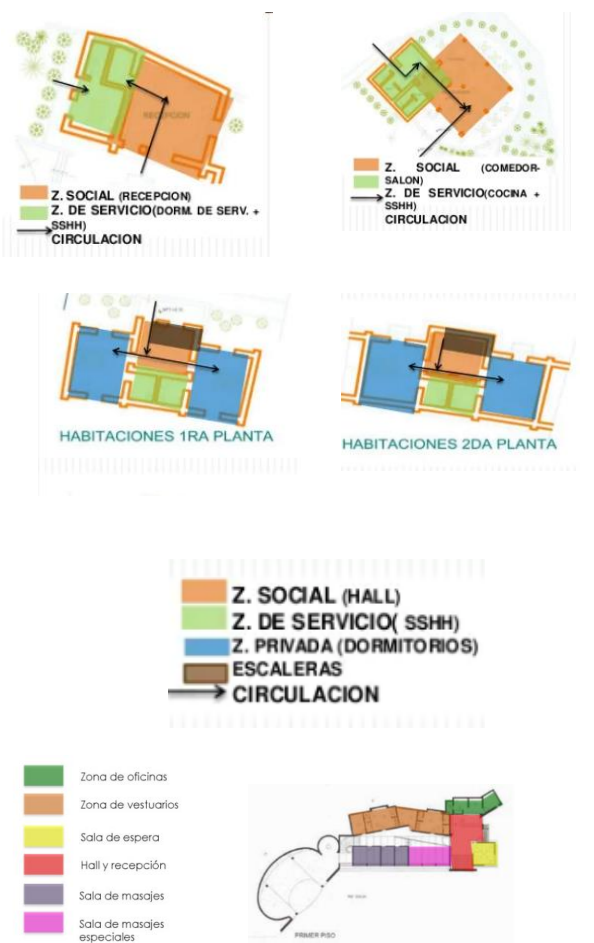 RECEPCION
Z. SOCIAL (RECEPCION)
Z. DE SERVICIO(DORM. DE SERV. +
SSHH)
CIRCULACION
Z. SOCIAL (COMEDOR-
SALON)
Z. DE SERVICIO(COCINA +
SSHH)
CIRCULACION
HABITACIONES 1RA PLANTA
HABITACIONES 2DA PLANTA
Z. SOCIAL (HALL)
Z. DE SERVICIO( SSHH)
Z. PRIVADA (DORMITORIOS)
ESCALERAS
CIRCULACION
Zona de oficinas
Zona de vestuarios
Sala de espera
Hall y recepción
Sala de masajes
Sala de masajes
especiales
PRIMER PISO